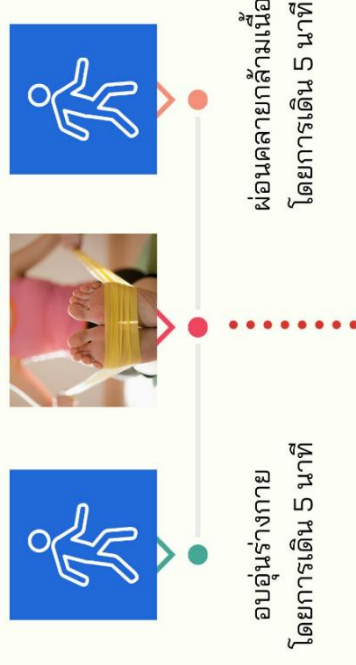 อบอุ่นร่างกาย
โดยการเดิน 5 นาที
ผ่อนคลายกล้ามเนื้อ
โดยการเดิน 5 นาที